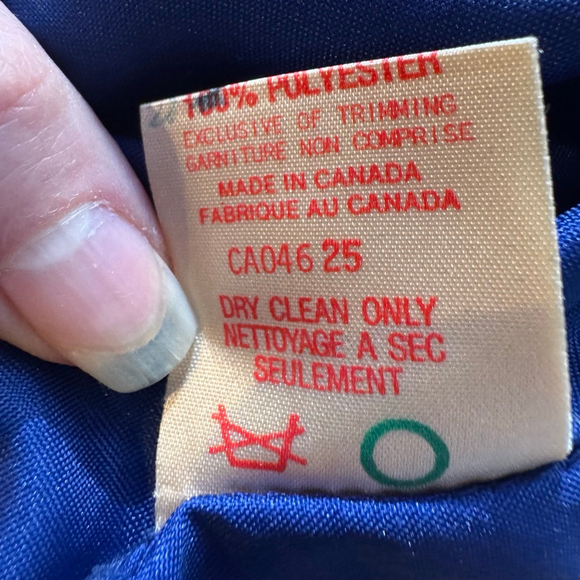 100% POLYESTER
EXCLUSIVE OF TRIMMING
GARNITURE NON COMPRISE
MADE IN CANADA
FABRIQUE AU CANADA
CA046 25
DRY CLEAN ONLY
NETTOYAGE A SEC
SEULEMENT